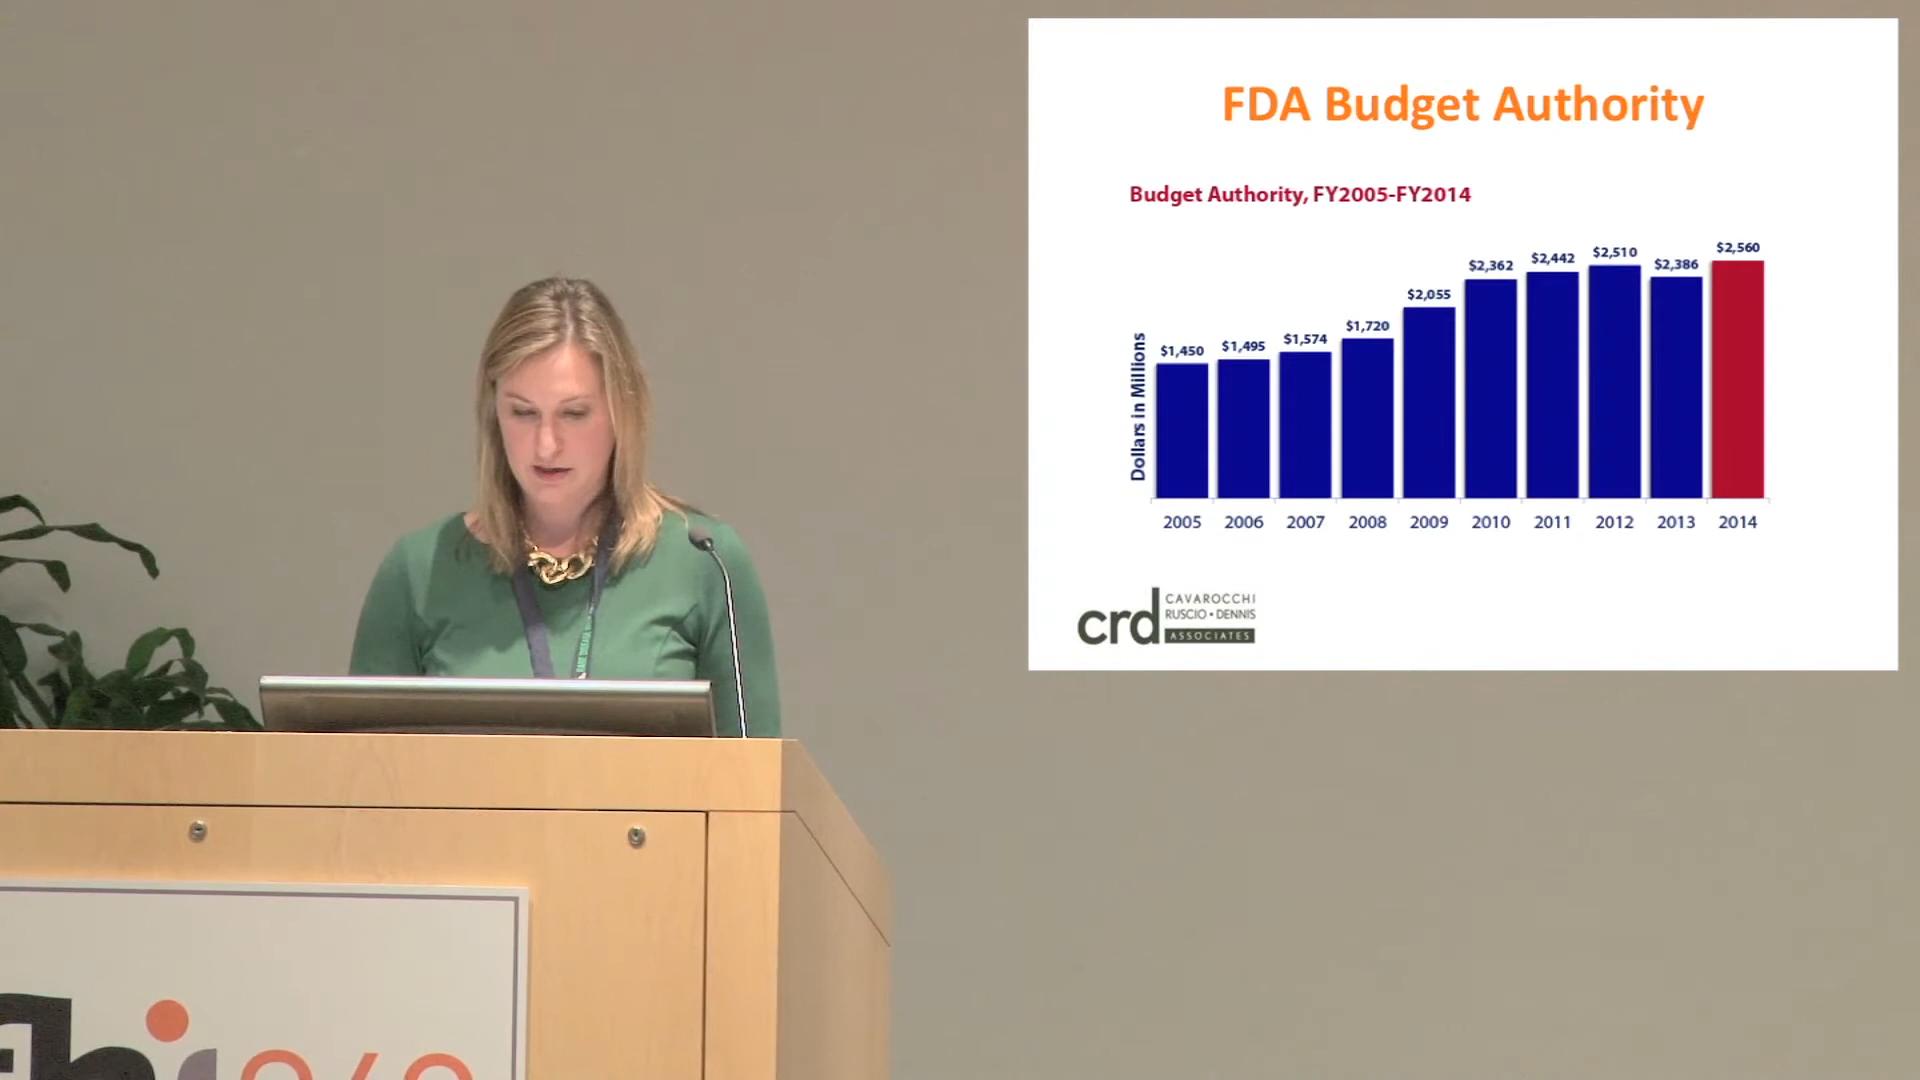 FDA Budget Authority
Budget Authority, FY2005-FY2014
Dollars in Millions
$1,450 $1,495 $1,574 $1,720 $2,055 $2,362 $2,442 $2,510 $2,386 $2,560
2005 2006 2007 2008 2009 2010 2011 2012 2013 2014
crd
CAVAROCCHI
RUSCIO • DENNIS
ASSOCIATES
fhi
360